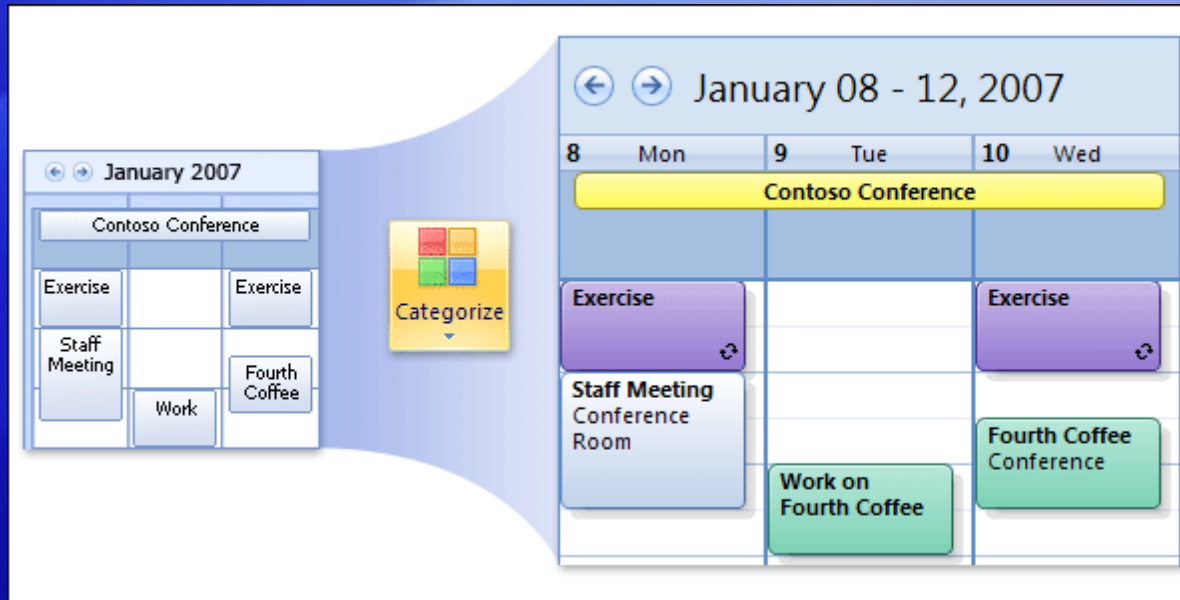 January 2007
Contoso Conference
Exercise
Exercise
Staff
Meeting
Fourth
Coffee
Work
Categorize
January 08 - 12, 2007
8 Mon
9 Tue
10 Wed
Contoso Conference
Exercise
Exercise
Staff Meeting
Conference
Room
Fourth Coffee
Conference
Work on
Fourth Coffee